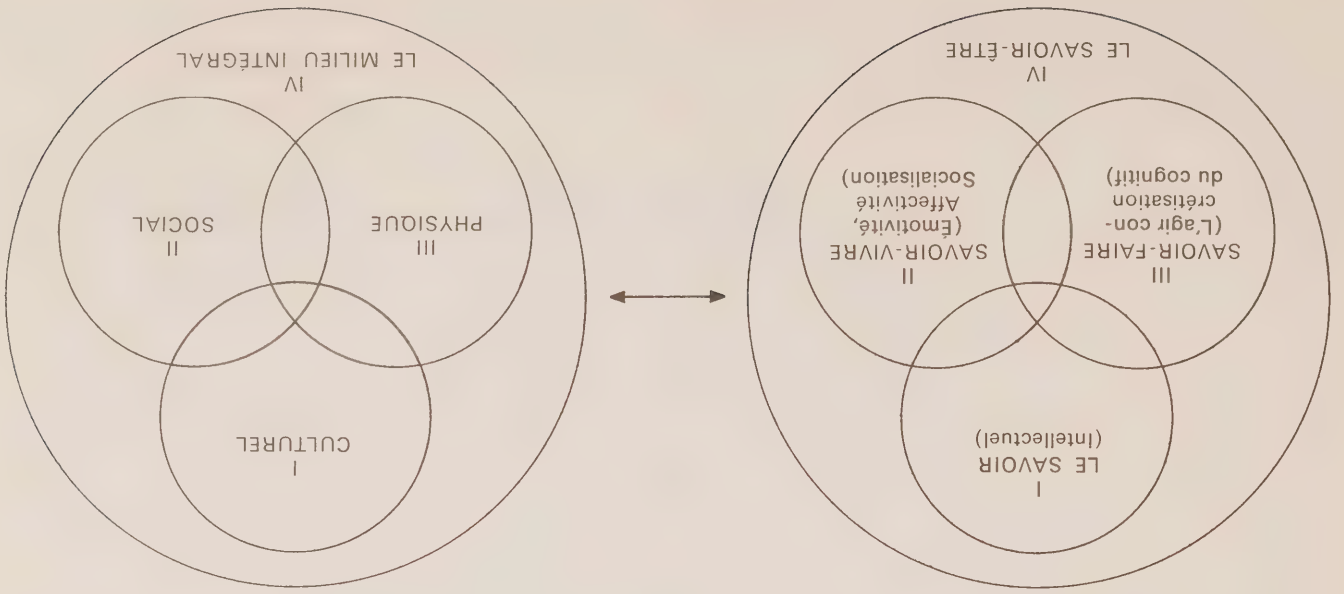 I
LE SAVOIR
(Intellectuel)
III
SAVOIR-FAIRE
(L'agir con-
crétisation
du cognitif)
II
SAVOIR-VIVRE
(Émotivité,
Affectivité
Socialisation)
IV
LE SAVOIR-ÊTRE
I
CULTUREL
III
PHYSIQUE
II
SOCIAL
IV
LE MILIEU INTÉGRAL